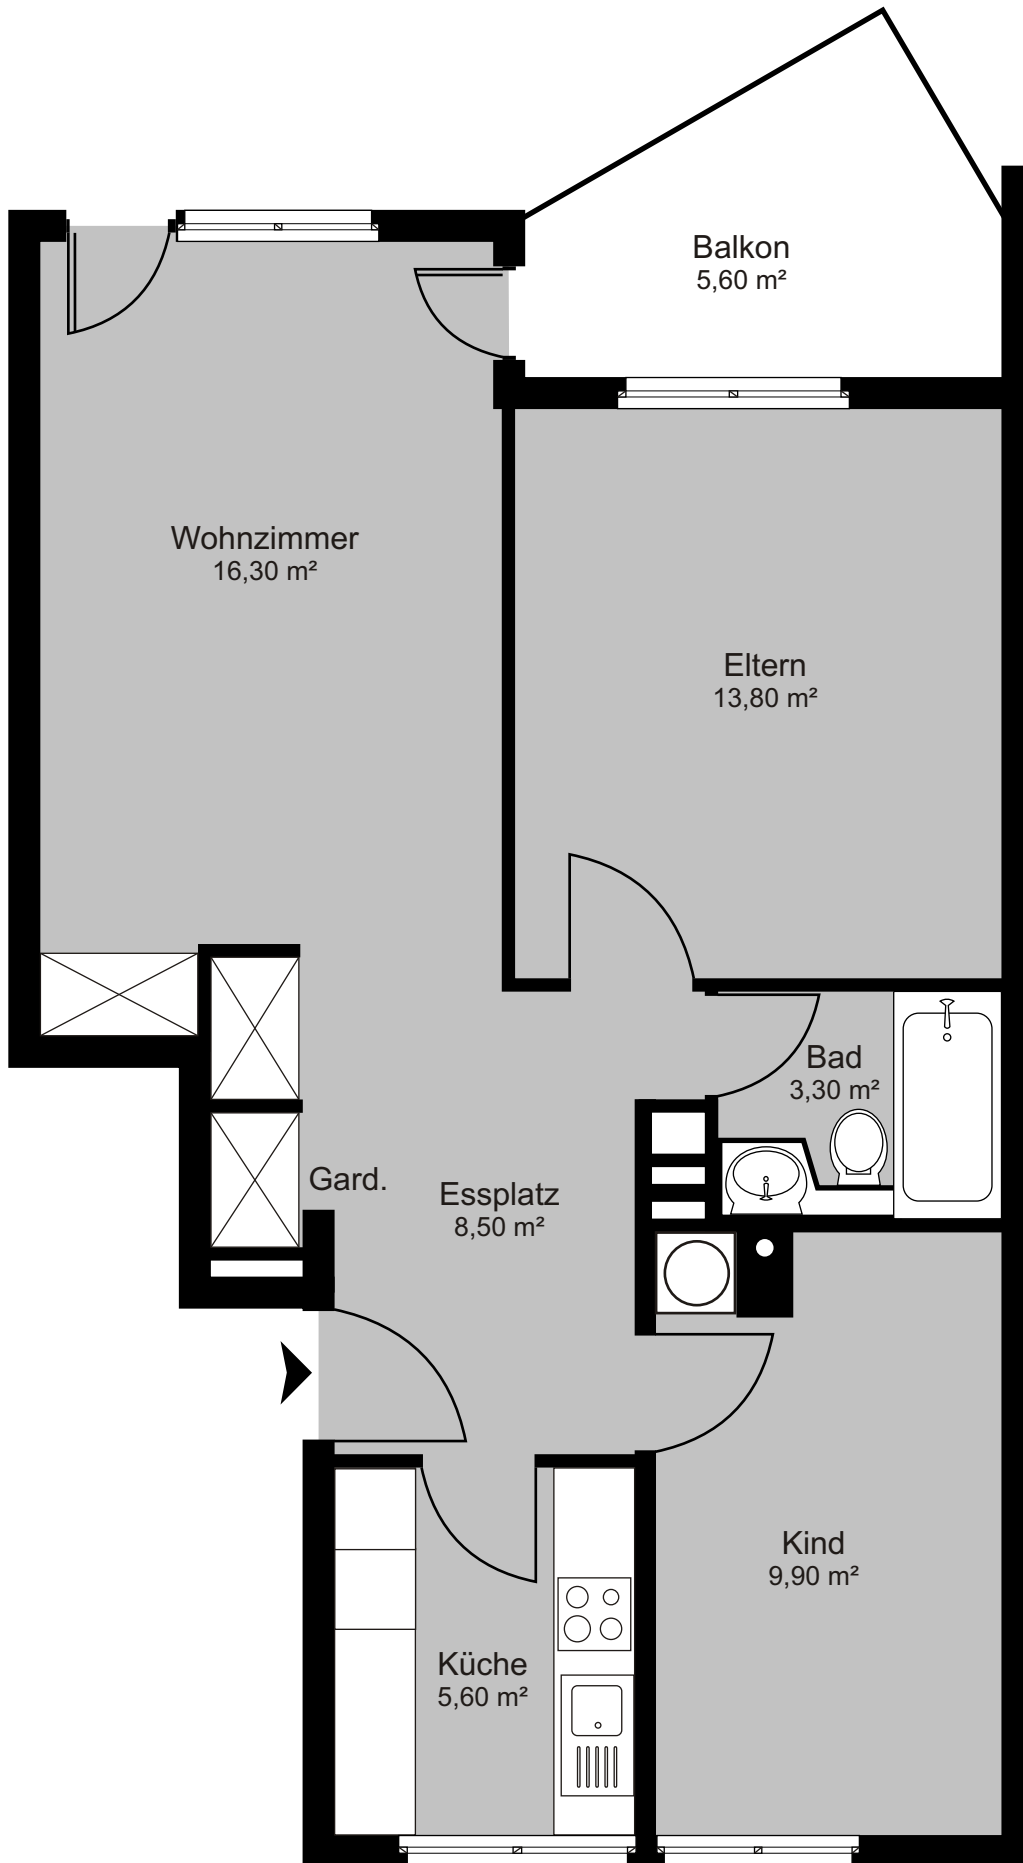 Balkon
5,60 m²
Wohnzimmer
16,30 m²
Eltern
13,80 m²
Bad
3,30 m²
Gard.
Essplatz
8,50 m²
Kind
9,90 m²
Küche
5,60 m²